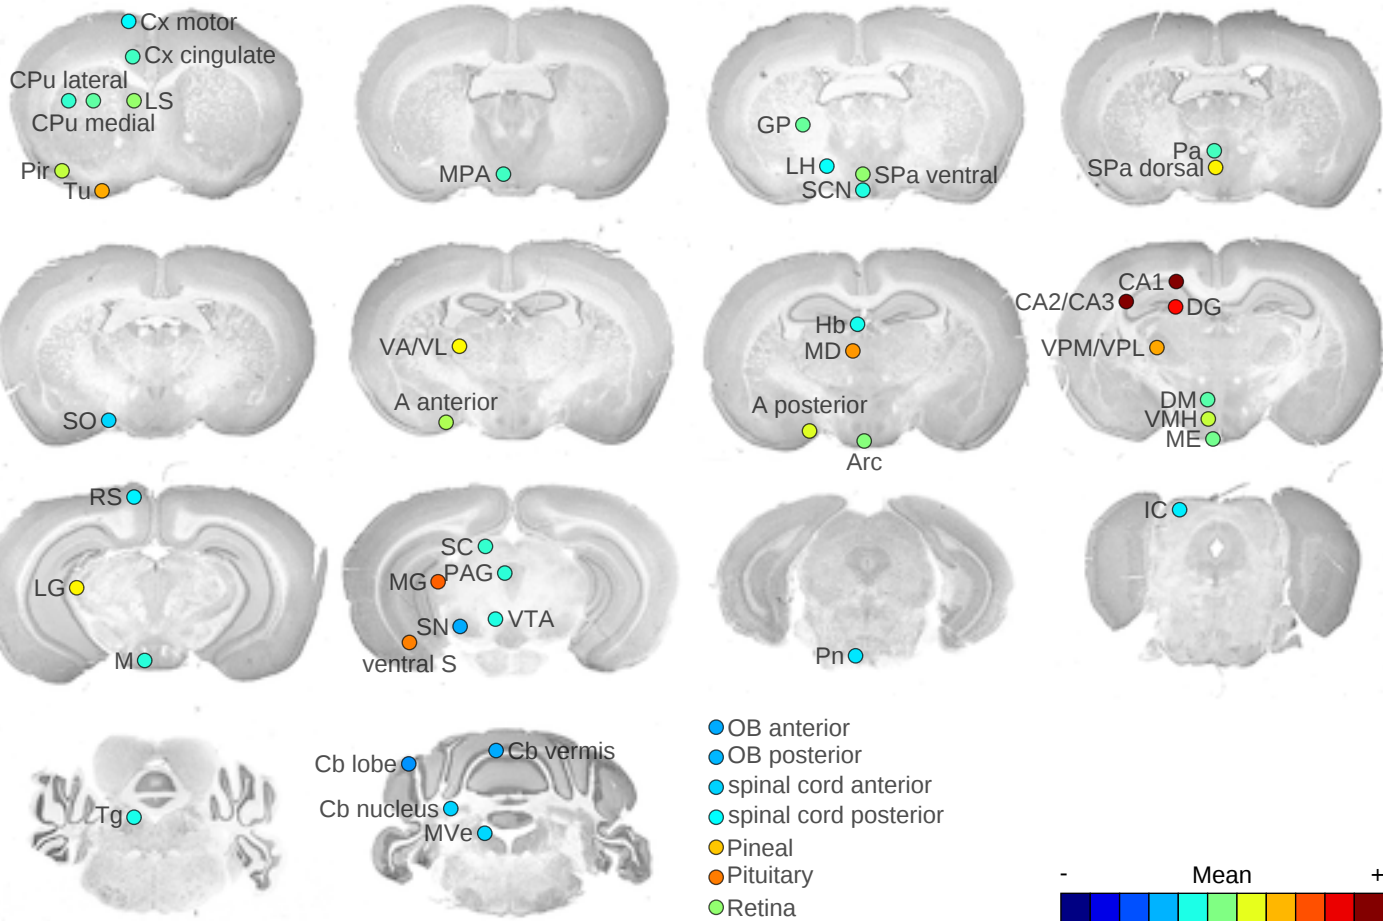 Cx motor
Cx cingulate
CPu lateral
LS
CPu medial
Pir
Tu
MPA
GP
LH
SPa ventral
SCN
Pa
SPa dorsal
SO
VA/VL
A anterior
Hb
MD
A posterior
Arc
CA1
CA2/CA3
DG
VPM/VPL
DM
VMH
ME
RS
LG
M
SC
MG
PAG
SN
VTA
ventral S
Pn
IC
Tg
Cb lobe
Cb vermis
Cb nucleus
MVe
OB anterior
OB posterior
spinal cord anterior
spinal cord posterior
Pineal
Pituitary
Retina
- Mean +